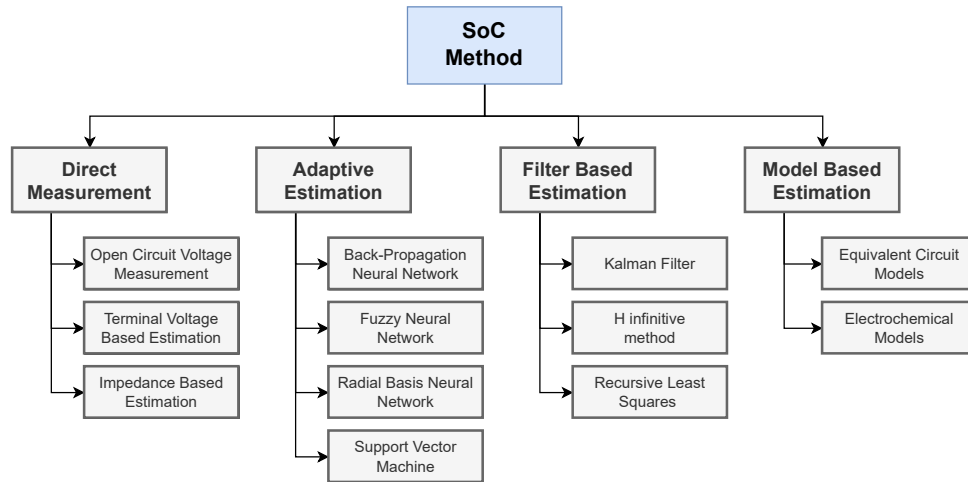 SoC
Method
Direct
Measurement
Adaptive
Estimation
Filter Based
Estimation
Model Based
Estimation
Open Circuit Voltage
Measurement
Terminal Voltage
Based Estimation
Impedance Based
Estimation
Back-Propagation
Neural Network
Fuzzy Neural
Network
Radial Basis Neural
Network
Support Vector
Machine
Kalman Filter
H infinitive
method
Recursive Least
Squares
Equivalent Circuit
Models
Electrochemical
Models